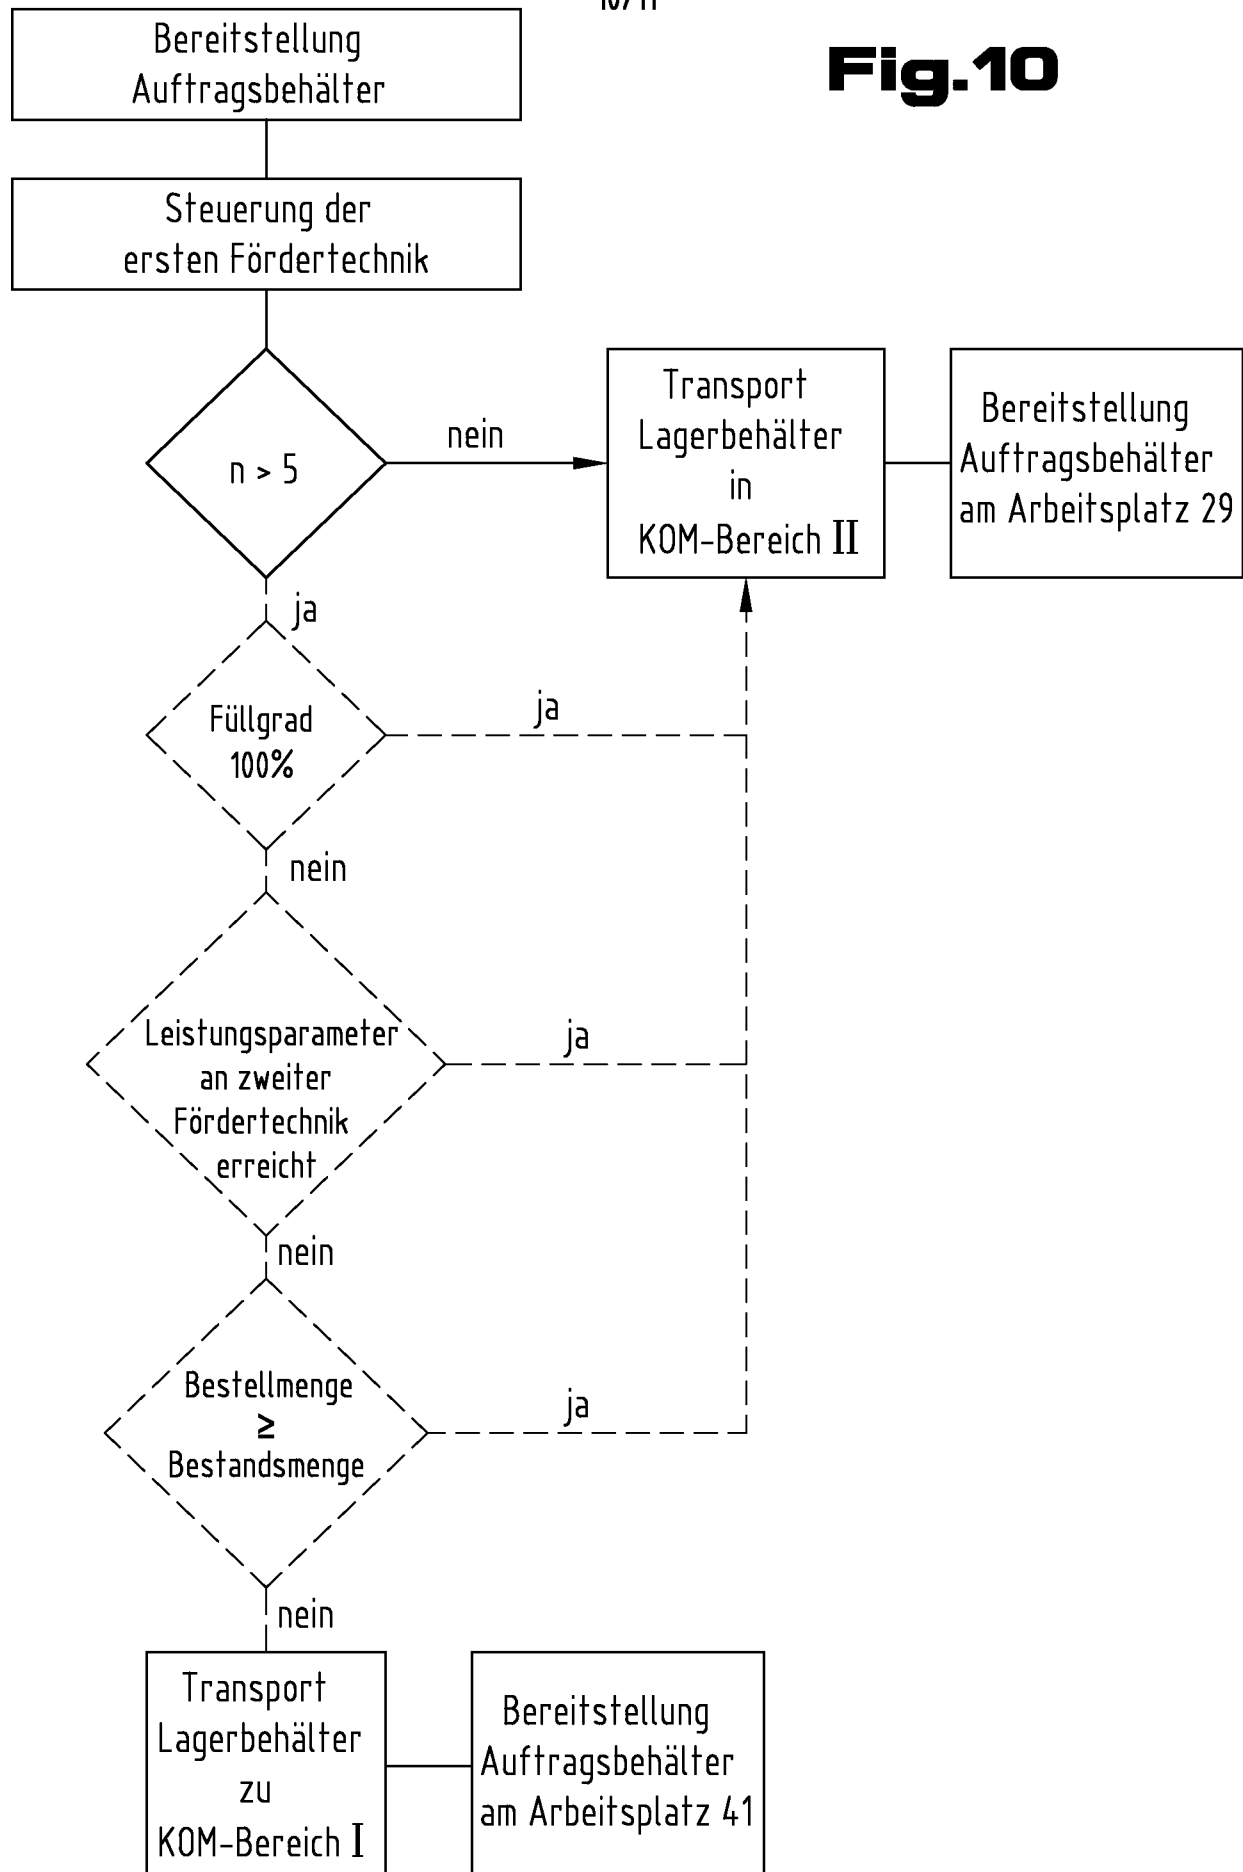 10/11
Fig.10
Bereitstellung
Auftragsbehälter
Steuerung der
ersten Fördertechnik
n > 5
nein
Transport
Lagerbehälter
in
KOM-Bereich II
Bereitstellung
Auftragsbehälter
am Arbeitsplatz 29
ja
Füllgrad
100%
ja
nein
Leistungsparameter
an zweiter
Fördertechnik
erreicht
ja
nein
Bestellmenge
≥
Bestandsmenge
ja
nein
Transport
Lagerbehälter
zu
KOM-Bereich I
Bereitstellung
Auftragsbehälter
am Arbeitsplatz 41